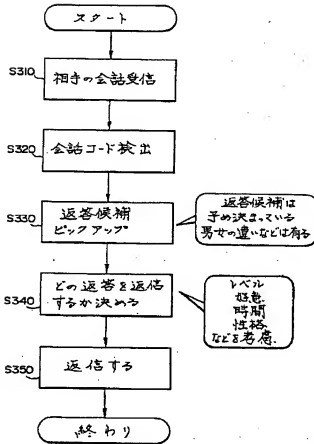 スタート
S310
相手の会話受信
S320
会話コード検出
S330
返答候補
ピックアップ
返答候補は
予め決まっている
男女の違いなどは有る
S340
どの返答を返信
するか決める
レベル
好意
時間
性格
などを考慮
S350
返信する
終わり